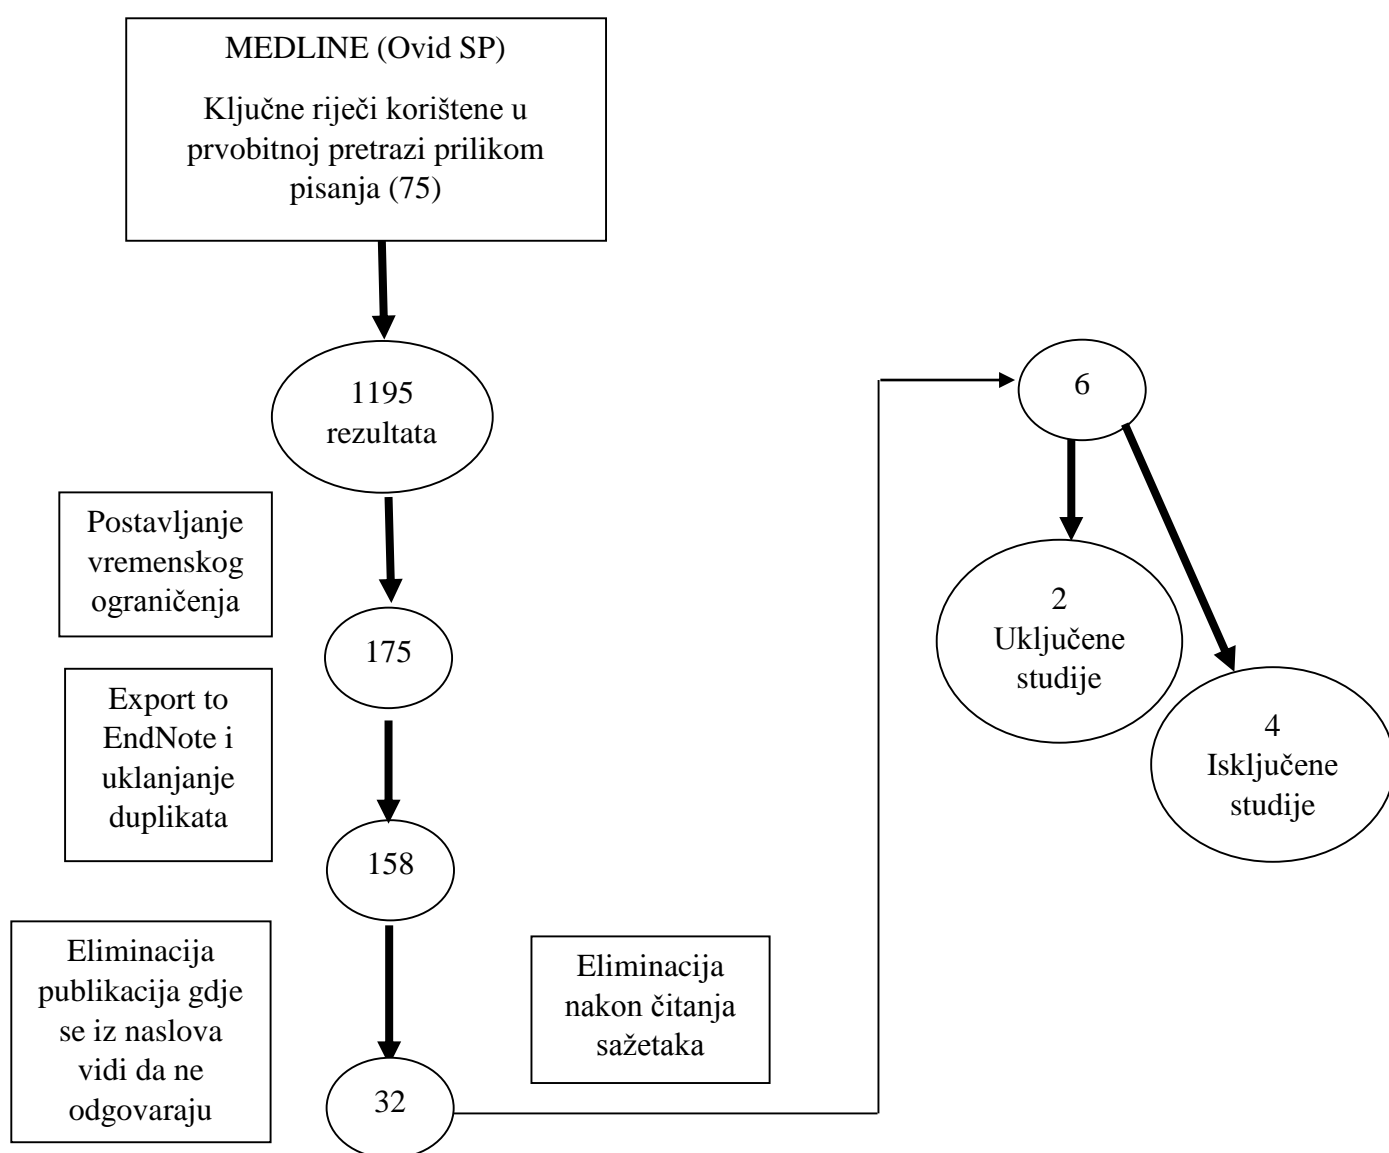 MEDLINE (Ovid SP)
Ključne riječi korištene u
prvobitnoj pretrazi prilikom
pisanja (75)
1195
rezultata
Postavljanje
vremenskog
ograničenja
175
Export to
EndNote i
uklanjanje
duplikata
158
Eliminacija
publikacija gdje
se iz naslova
vidi da ne
odgovaraju
32
Eliminacija
nakon čitanja
sažetaka
6
2
Uključene
studije
4
Isključene
studije